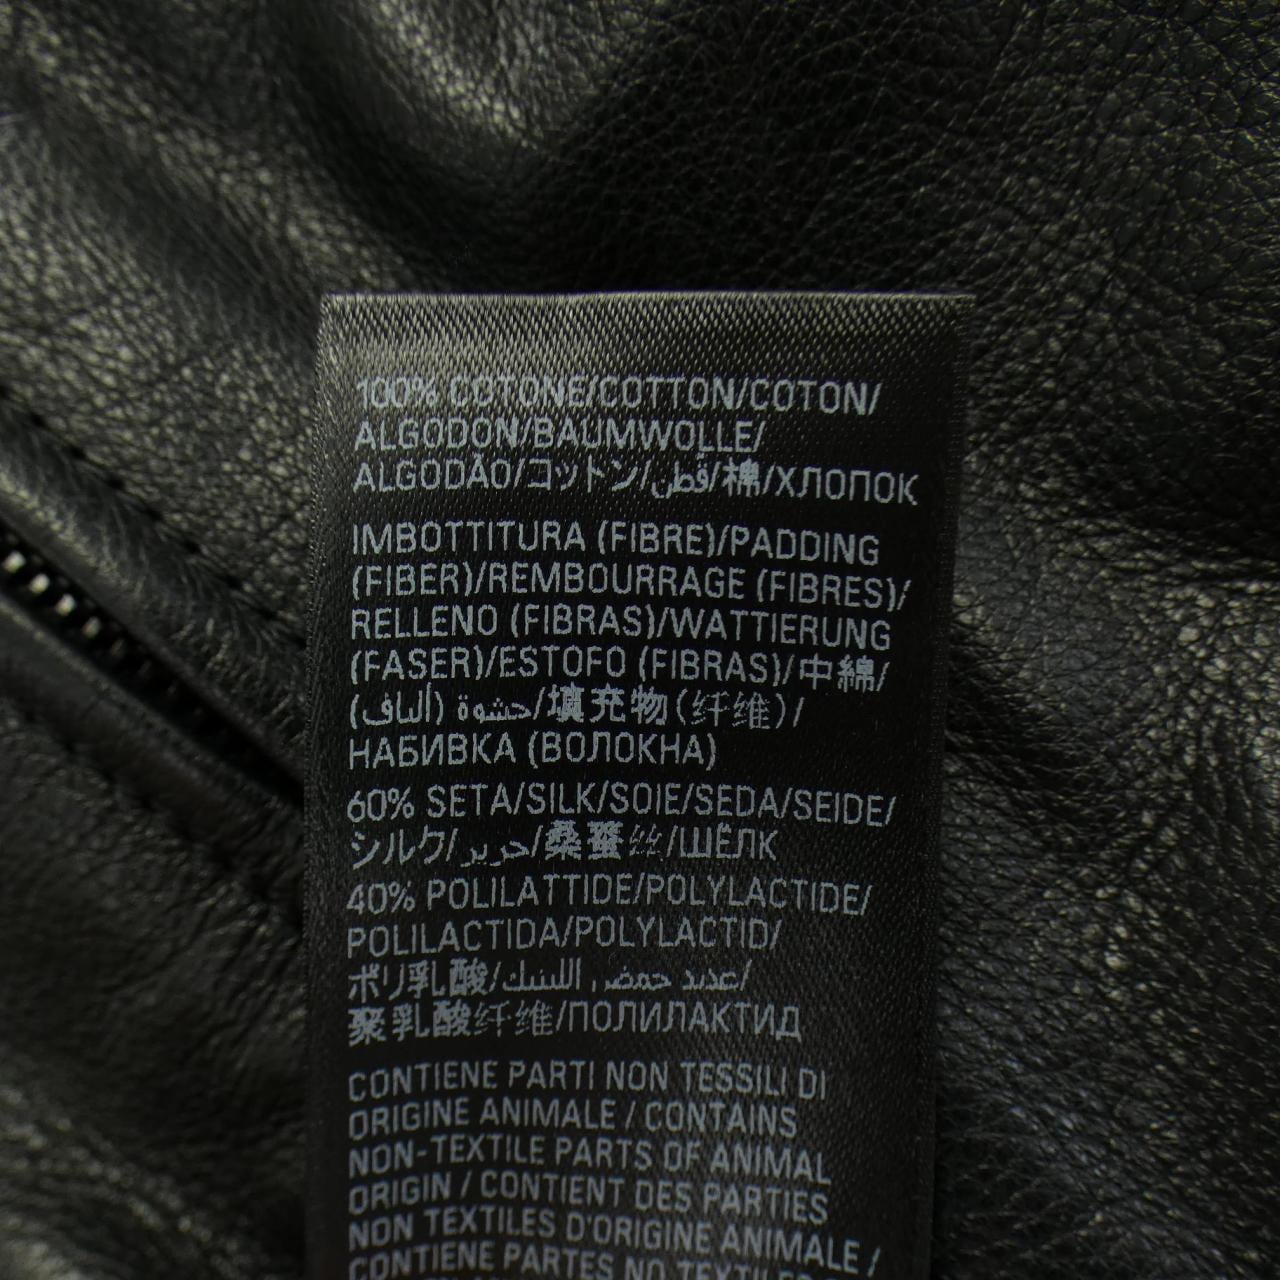 100% COTONE/COTTON/COTON/
ALGODON/BAUMWOLLE/
ALGODÃO/コットン/قطن/棉/ХЛОПОК
IMBOTTITURA (FIBRE)/PADDING
(FIBER)/REMBOURRAGE (FIBRES)/
RELLENO (FIBRAS)/WATTIERUNG
(FASER)/ESTOFO (FIBRAS)/中綿/
حشوة (ألياف)/填充物(纤维)/
НАБИВКА (ВОЛОКНА)
60% SETA/SILK/SOIE/SEDA/SEIDE/
シルク/حرير/桑蚕丝/ШЁЛК
40% POLILATTIDE/POLYLACTIDE/
POLILACTIDA/POLYLACTID/
ポリ乳酸/عديد حمض اللبنيك/
聚乳酸纤维/ПОЛИЛАКТИД
CONTIENE PARTI NON TESSILI DI
ORIGINE ANIMALE / CONTAINS
NON-TEXTILE PARTS OF ANIMAL
ORIGIN / CONTIENT DES PARTIES
NON TEXTILES D'ORIGINE ANIMALE /
CONTIENE PARTES NO TEXTILES